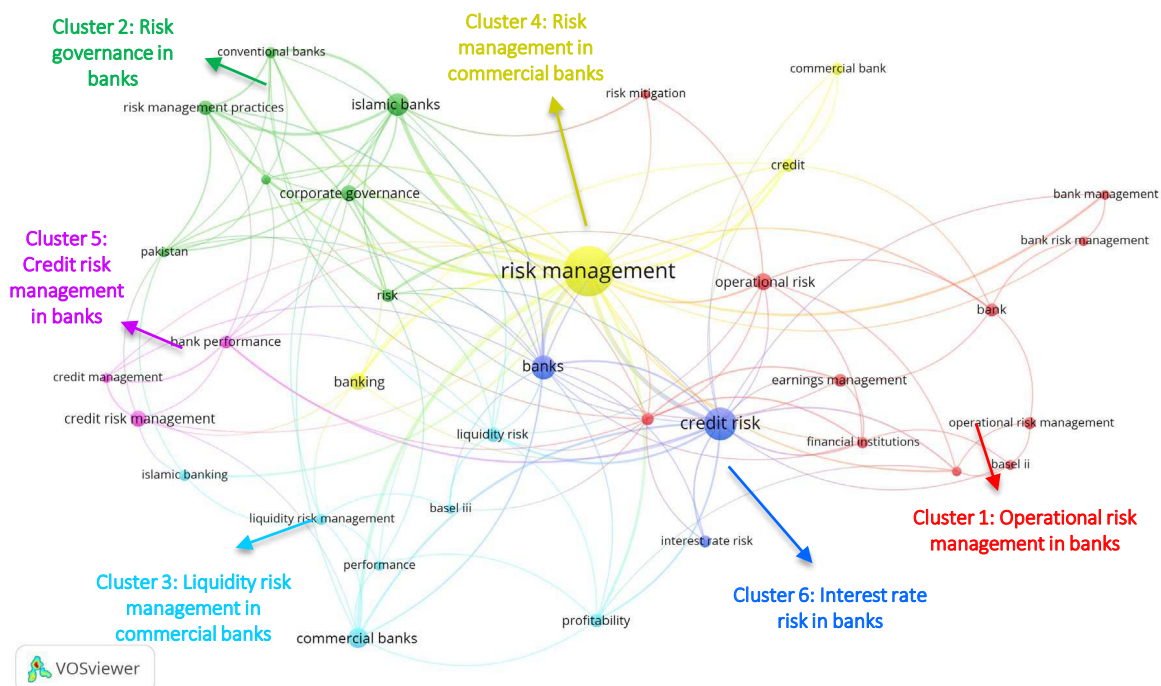 Cluster 2: Risk
governance in
banks
Cluster 4: Risk
management in
commercial banks
conventional banks
commercial bank
risk management practices
islamic banks
risk mitigation
credit
corporate governance
bank management
Cluster 5:
Credit risk
management
in banks
pakistan
bank risk management
risk management
operational risk
risk
bank
bank performance
banks
credit management
banking
earnings management
credit risk management
credit risk
operational risk management
liquidity risk
financial institutions
islamic banking
basel ii
liquidity risk management
basel iii
Cluster 1: Operational risk
management in banks
interest rate risk
performance
Cluster 3: Liquidity risk
management in
commercial banks
Cluster 6: Interest rate
risk in banks
commercial banks
profitability
VOSviewer